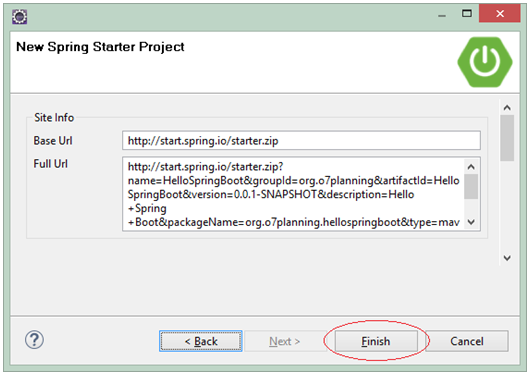 New Spring Starter Project
Site Info
Base Url
http://start.spring.io/starter.zip
Full Url
http://start.spring.io/starter.zip?
name=HelloSpringBoot&groupId=org.o7planning&artifactId=Hello
SpringBoot&version=0.0.1-SNAPSHOT&description=Hello
+Spring
+Boot&packageName=org.o7planning.hellospringboot&type=mav
< Back
Next >
Finish
Cancel